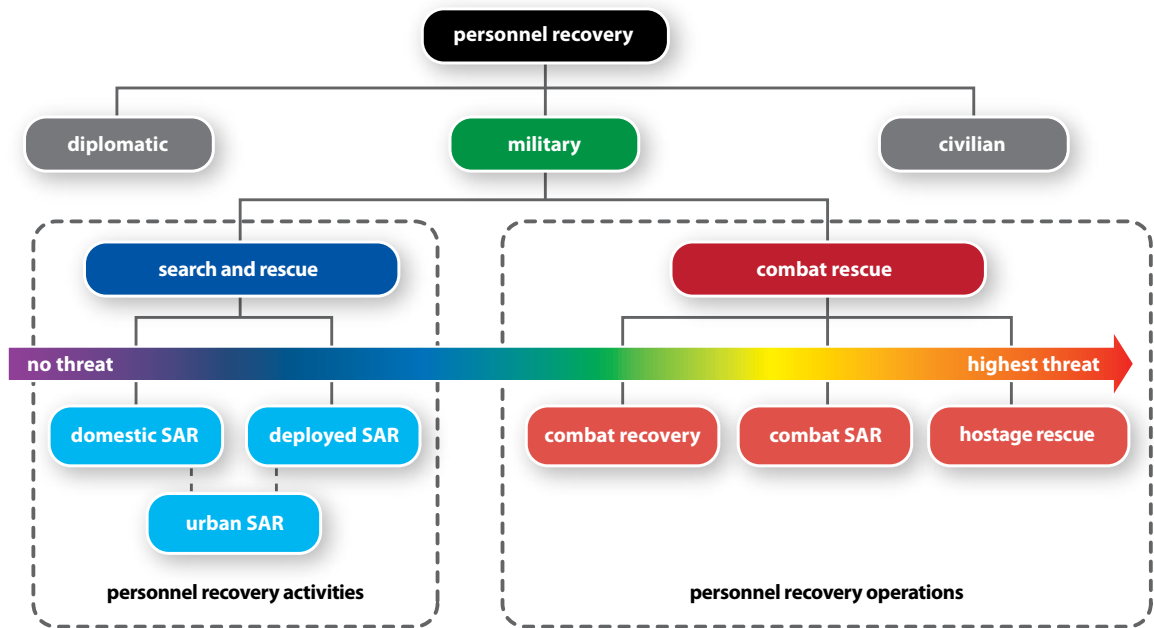 personnel recovery
diplomatic
military
civilian
search and rescue
combat rescue
no threat
highest threat
domestic SAR
deployed SAR
combat recovery
combat SAR
hostage rescue
urban SAR
personnel recovery activities
personnel recovery operations